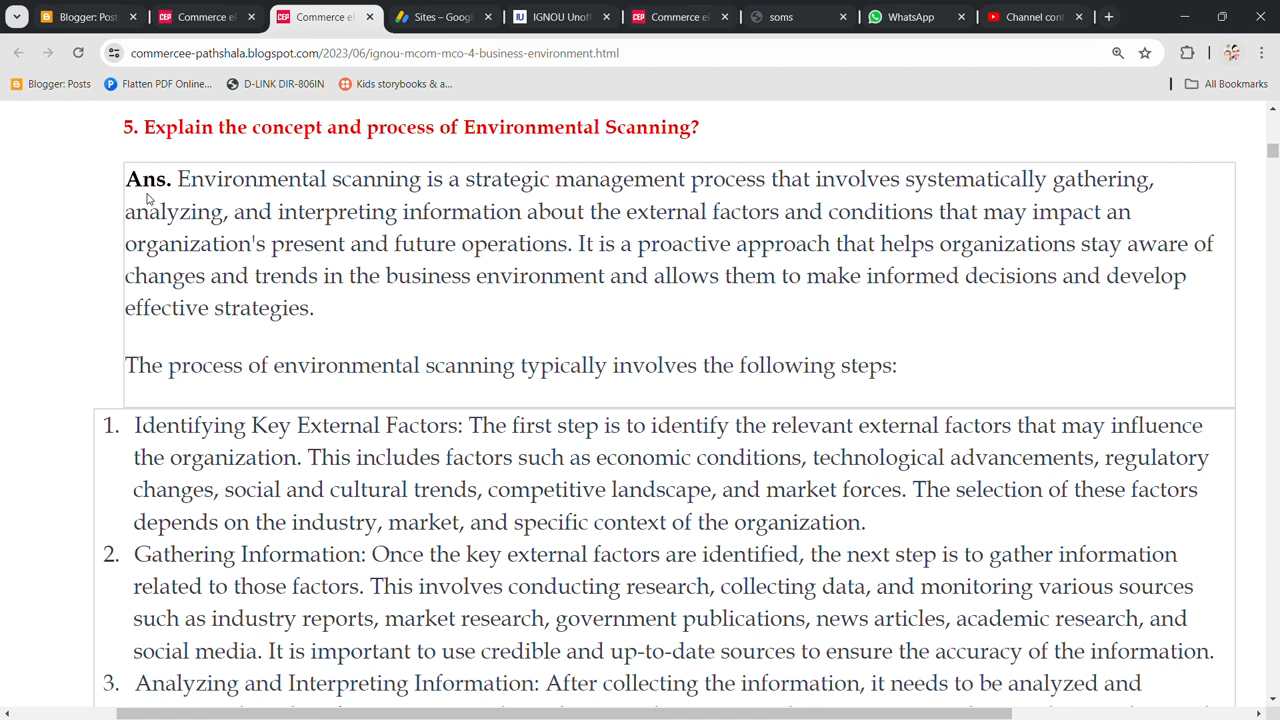 Blogger: Post
Commerce el
Commerce el
Sites – Googl
IGNOU Unoff
Commerce el
soms
WhatsApp
Channel cont
commercee-pathshala.blogspot.com/2023/06/ignou-mcom-mco-4-business-environment.html
Blogger: Posts
Flatten PDF Online...
D-LINK DIR-806IN
Kids storybooks & a...
All Bookmarks
5. Explain the concept and process of Environmental Scanning?
Ans. Environmental scanning is a strategic management process that involves systematically gathering,
analyzing, and interpreting information about the external factors and conditions that may impact an
organization's present and future operations. It is a proactive approach that helps organizations stay aware of
changes and trends in the business environment and allows them to make informed decisions and develop
effective strategies.
The process of environmental scanning typically involves the following steps:
1. Identifying Key External Factors: The first step is to identify the relevant external factors that may influence
the organization. This includes factors such as economic conditions, technological advancements, regulatory
changes, social and cultural trends, competitive landscape, and market forces. The selection of these factors
depends on the industry, market, and specific context of the organization.
2. Gathering Information: Once the key external factors are identified, the next step is to gather information
related to those factors. This involves conducting research, collecting data, and monitoring various sources
such as industry reports, market research, government publications, news articles, academic research, and
social media. It is important to use credible and up-to-date sources to ensure the accuracy of the information.
3. Analyzing and Interpreting Information: After collecting the information, it needs to be analyzed and